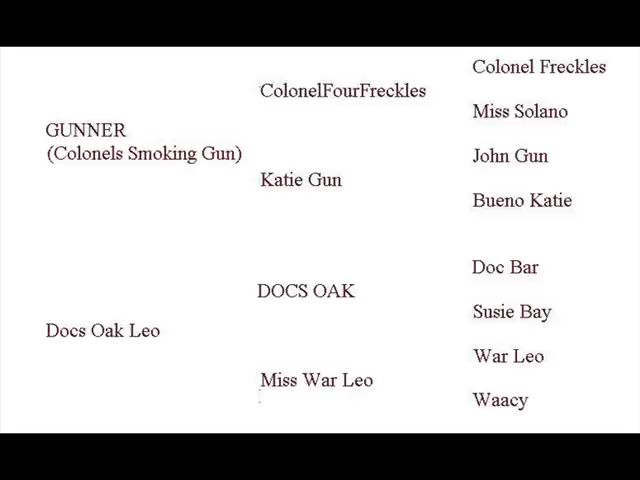 Colonel Freckles
ColonelFourFreckles
Miss Solano
GUNNER
(Colonels Smoking Gun)
John Gun
Katie Gun
Bueno Katie
Doc Bar
DOCS OAK
Susie Bay
Docs Oak Leo
War Leo
Miss War Leo
Waacy